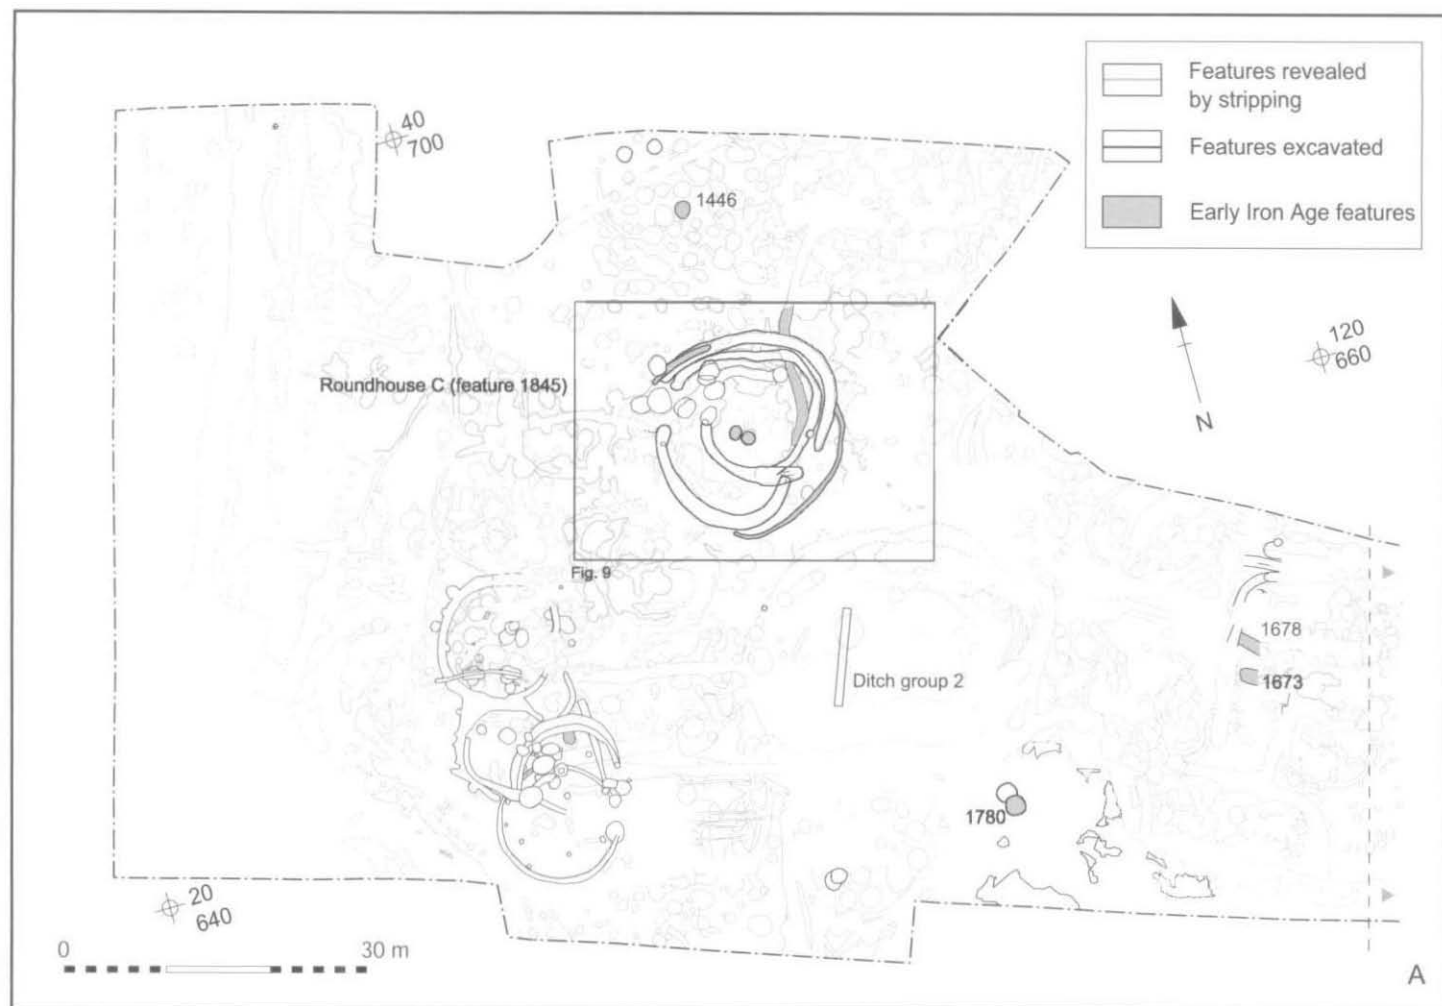 Features revealed
by stripping
Features excavated
Early Iron Age features
40
700
1446
120
660
N
Roundhouse C (feature 1845)
Fig. 9
1678
1673
Ditch group 2
1780
20
640
0 30 m
A